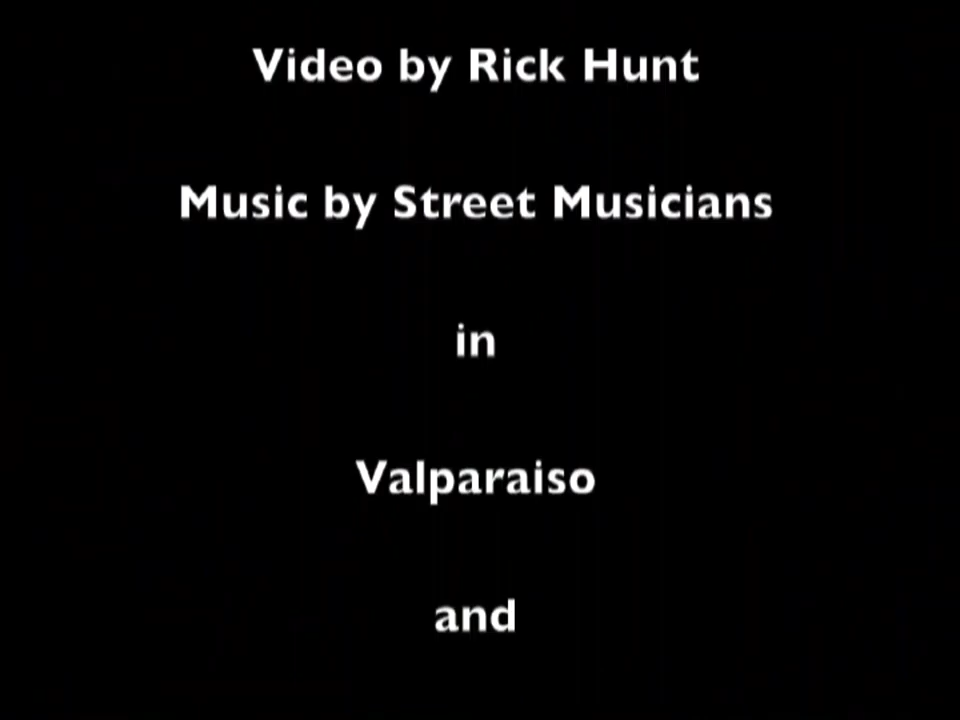 Video by Rick Hunt
Music by Street Musicians
in
Valparaiso
and